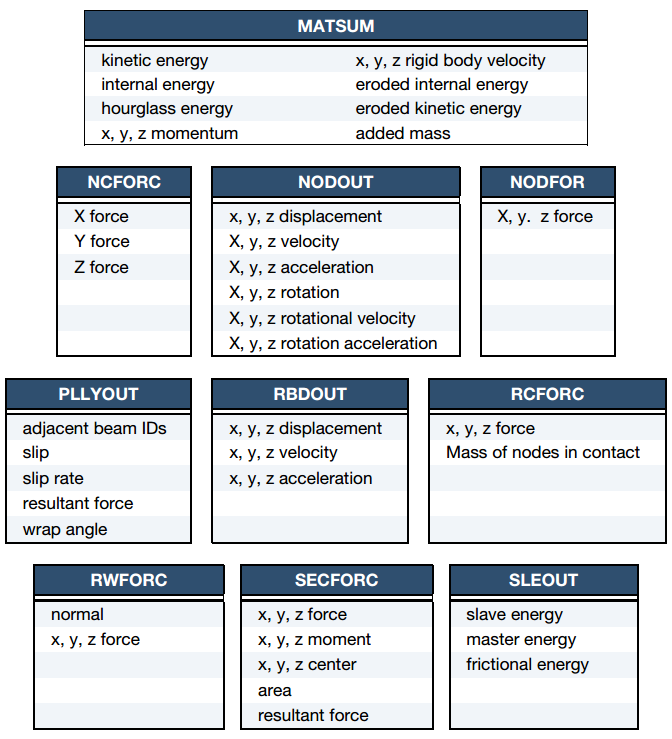 MATSUM
kinetic energy x, y, z rigid body velocity
internal energy eroded internal energy
hourglass energy eroded kinetic energy
x, y, z momentum added mass
NCFORC NODOUT NODFOR
X force x, y, z displacement X, y. z force
Y force X, y, z velocity
Z force X, y, z acceleration
X, y, z rotation
X, y, z rotational velocity
X, y, z rotation acceleration
PLLYOUT RBDOUT RCFORC
adjacent beam IDs x, y, z displacement x, y, z force
slip x, y, z velocity Mass of nodes in contact
slip rate x, y, z acceleration
resultant force
wrap angle
RWFORC SECFORC SLEOUT
normal x, y, z force slave energy
x, y, z force x, y, z moment master energy
x, y, z center frictional energy
area
resultant force